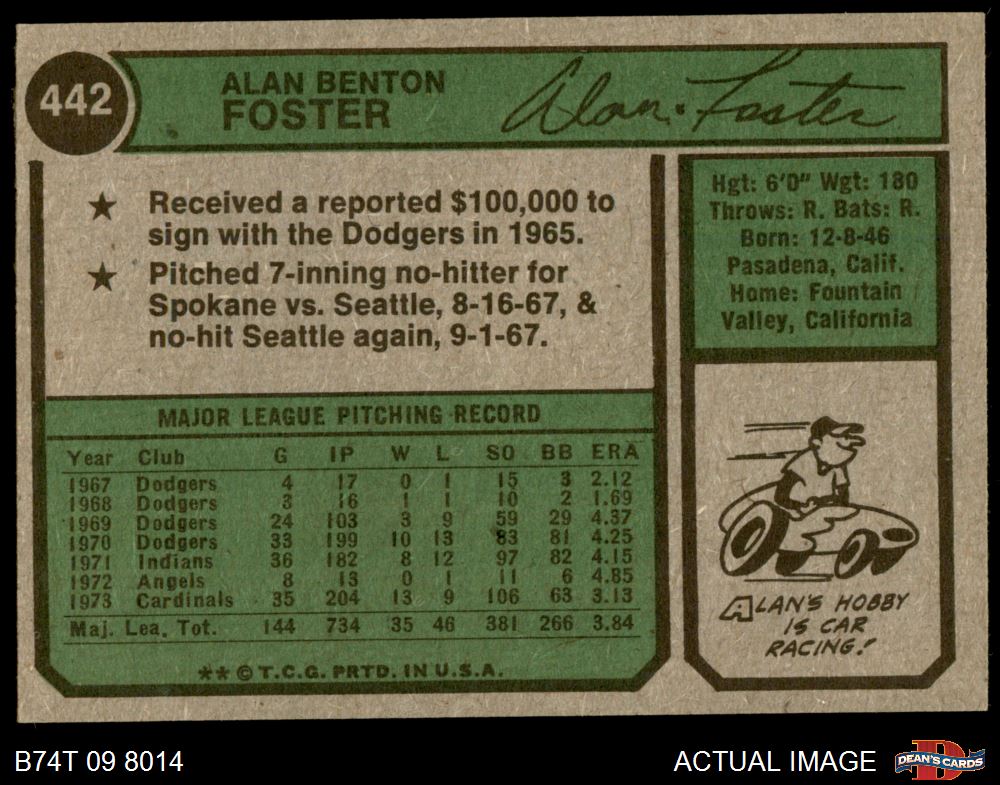 442
ALAN BENTON
FOSTER
Alan Foster
★ Received a reported $100,000 to
sign with the Dodgers in 1965.
★ Pitched 7-inning no-hitter for
Spokane vs. Seattle, 8-16-67, &
no-hit Seattle again, 9-1-67.
Hgt: 6'0" Wgt: 180
Throws: R. Bats: R.
Born: 12-8-46
Pasadena, Calif.
Home: Fountain
Valley, California
MAJOR LEAGUE PITCHING RECORD
Year Club G IP W L SO BB ERA
1967 Dodgers 4 17 0 1 15 3 2.12
1968 Dodgers 3 16 1 1 10 2 1.69
1969 Dodgers 24 103 3 9 59 29 4.37
1970 Dodgers 33 199 10 13 83 81 4.25
1971 Indians 36 182 8 12 97 82 4.15
1972 Angels 8 13 0 1 11 6 4.85
1973 Cardinals 35 204 13 9 106 63 3.13
Maj. Lea. Tot. 144 734 35 46 381 266 3.84
** © T.C.G. PRTD. IN U.S.A.
ALAN'S HOBBY
IS CAR
RACING!
B74T 09 8014
ACTUAL IMAGE
DEAN'S CARDS